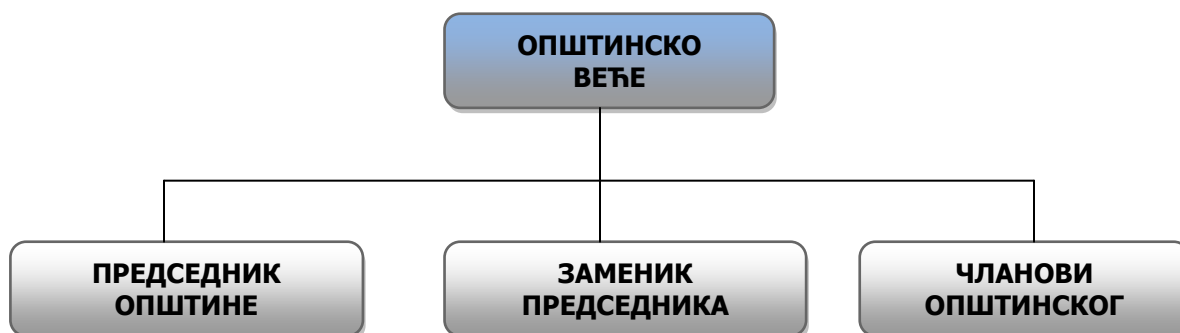 ОПШТИНСКО
ВЕЋЕ
ПРЕДСЕДНИК
ОПШТИНЕ
ЗАМЕНИК
ПРЕДСЕДНИКА
ЧЛАНОВИ
ОПШТИНСКОГ